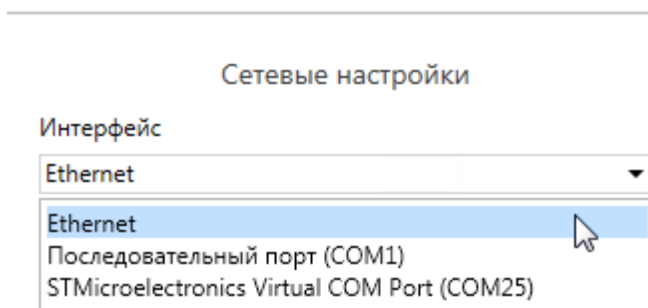 Сетевые настройки
Интерфейс
Ethernet
Ethernet
Последовательный порт (COM1)
STMicroelectronics Virtual COM Port (COM25)